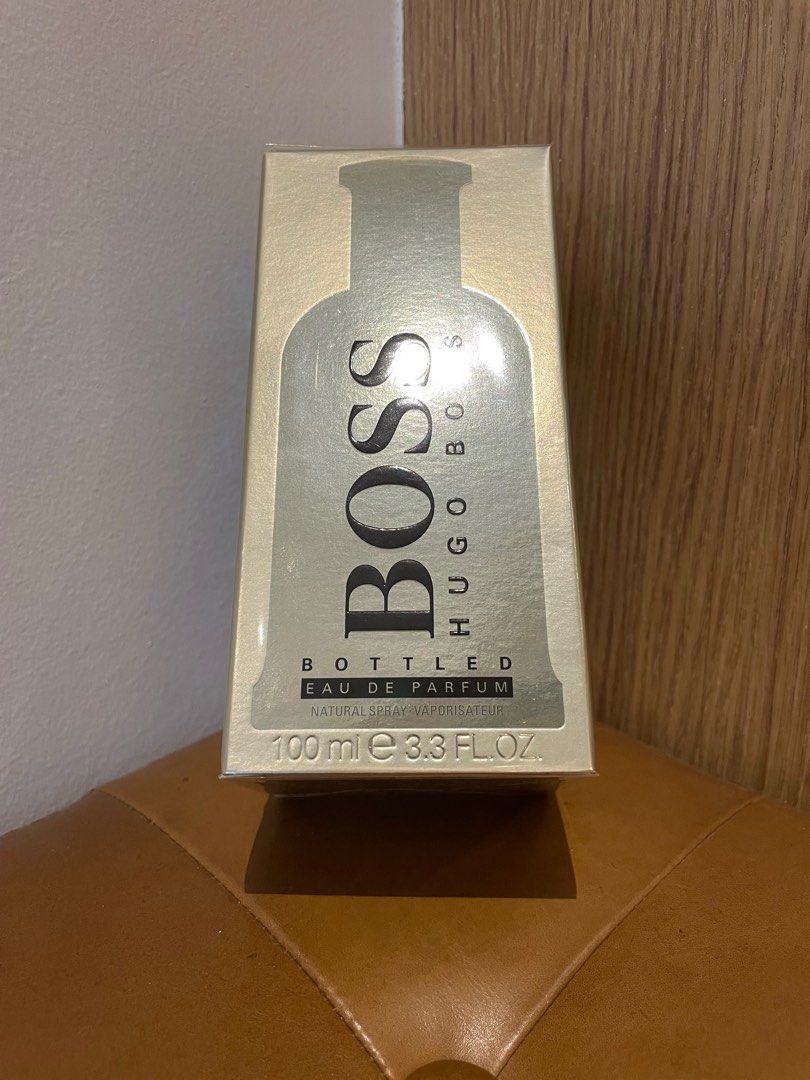 BOSS
HUGO BOSS
BOTTLED
EAU DE PARFUM
NATURAL SPRAY·VAPORISATEUR
100 ml ℮ 3.3 FL.OZ.